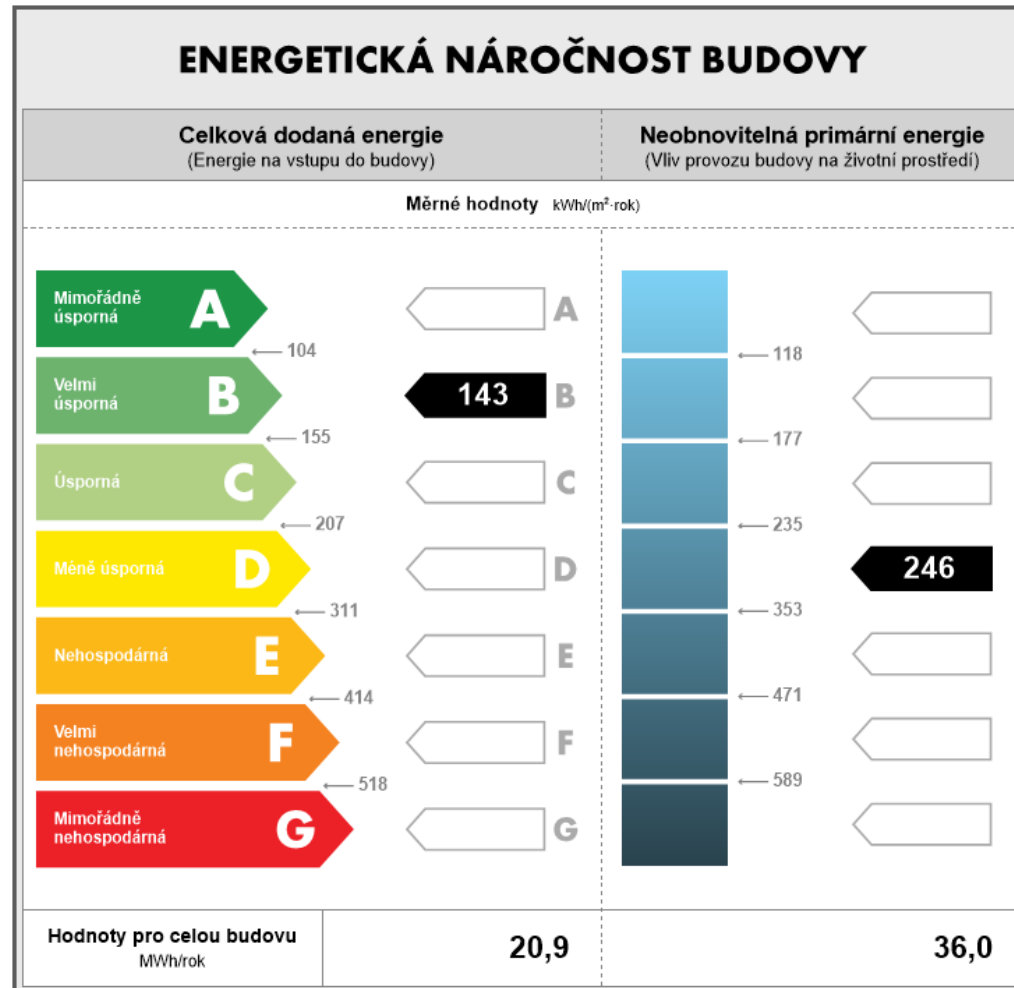 ENERGETICKÁ NÁROČNOST BUDOVY
Celková dodaná energie
(Energie na vstupu do budovy)
Neobnovitelná primární energie
(Vliv provozu budovy na životní prostředí)
Měrné hodnoty kWh/(m²·rok)
Mimořádně
úsporná
A
A
← 104
← 118
Velmi
úsporná
B
143
B
← 155
← 177
Úsporná
C
C
← 207
← 235
Méně úsporná
D
D
246
← 311
← 353
Nehospodárná
E
E
← 414
← 471
Velmi
nehospodárná
F
F
← 518
← 589
Mimořádně
nehospodárná
G
G
Hodnoty pro celou budovu
MWh/rok
20,9
36,0